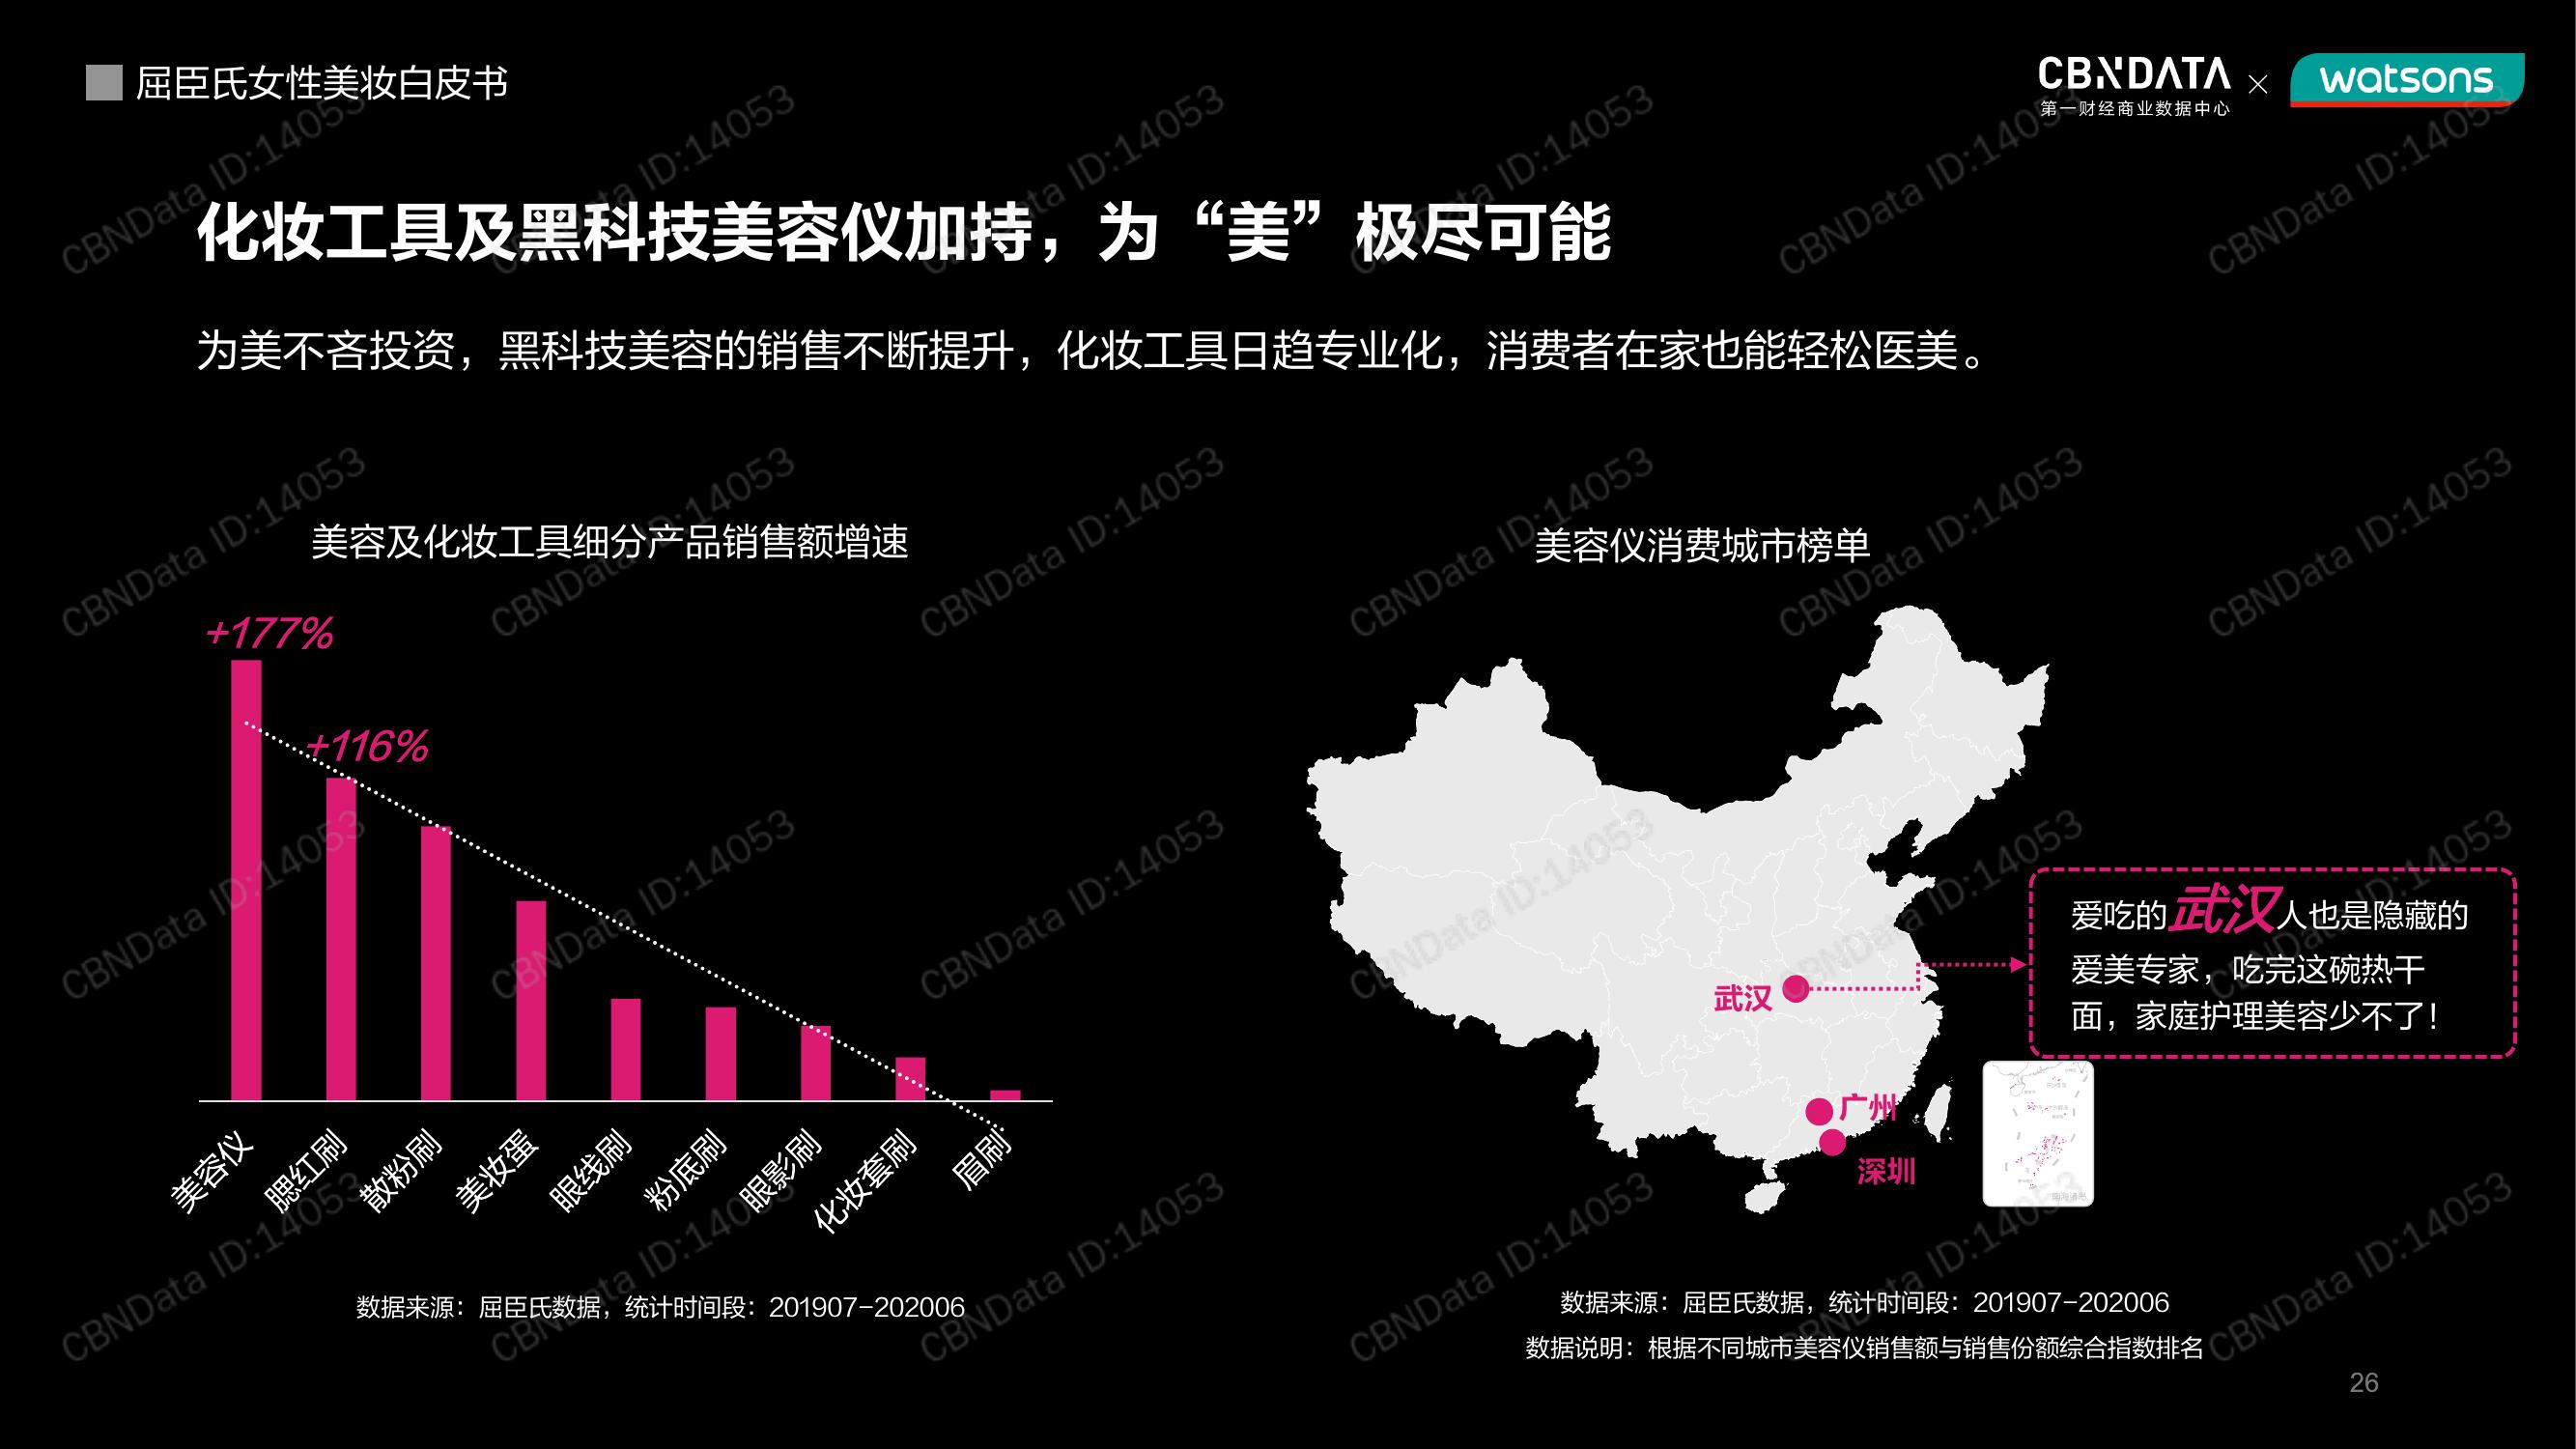 屈臣氏女性美妆白皮书
CBNDATA
第一财经商业数据中心
×
watsons
化妆工具及黑科技美容仪加持，为“美”极尽可能
为美不吝投资，黑科技美容的销售不断提升，化妆工具日趋专业化，消费者在家也能轻松医美。
美容及化妆工具细分产品销售额增速
+177%
+116%
美容仪
腮红刷
散粉刷
美妆蛋
眼线刷
粉底刷
眼影刷
化妆套刷
眉刷
数据来源：屈臣氏数据，统计时间段：201907-202006
美容仪消费城市榜单
武汉
广州
深圳
爱吃的武汉人也是隐藏的
爱美专家，吃完这碗热干
面，家庭护理美容少不了！
数据来源：屈臣氏数据，统计时间段：201907-202006
数据说明：根据不同城市美容仪销售额与销售份额综合指数排名
26
CBNData ID:14053